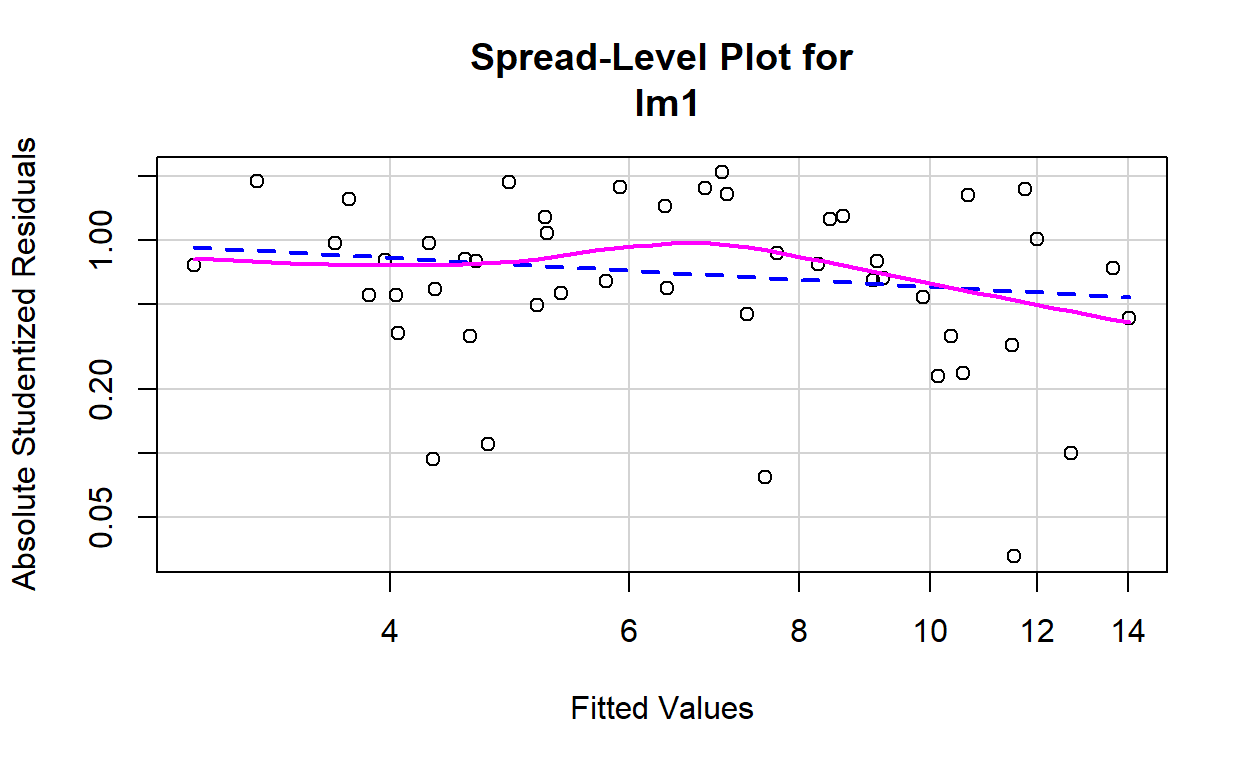 Spread-Level Plot for
lm1
Absolute Studentized Residuals
1.00
0.20
0.05
4 6 8 10 12 14
Fitted Values